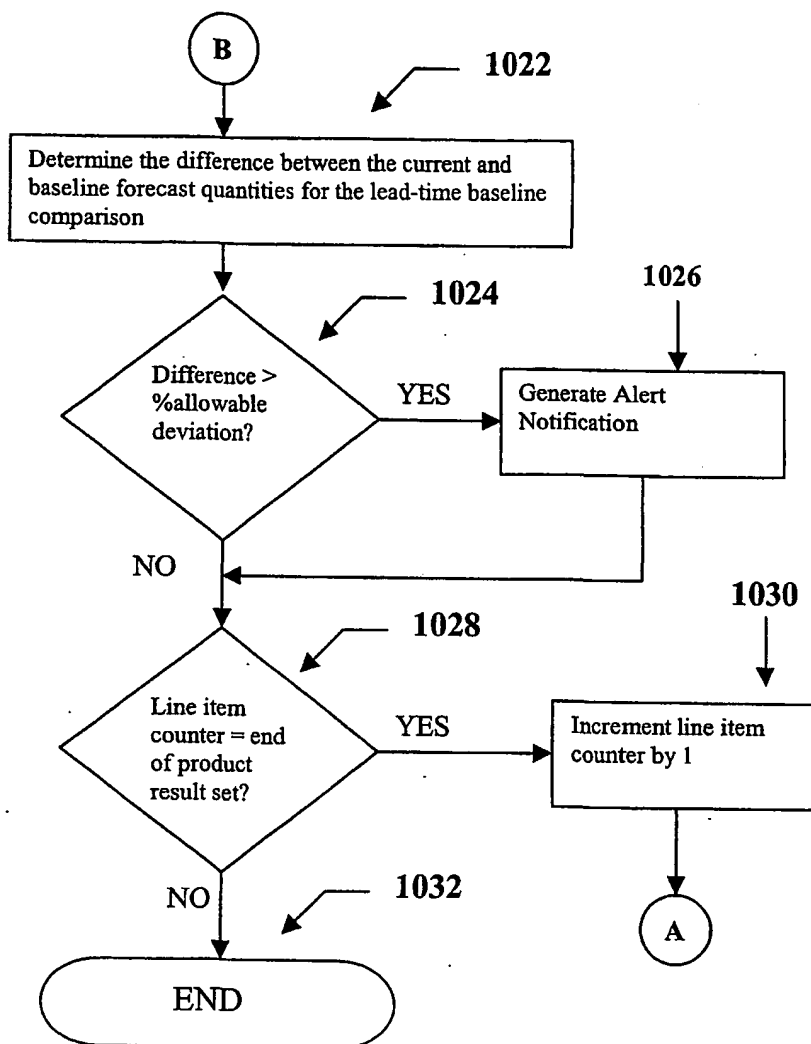 B
1022
Determine the difference between the current and
baseline forecast quantities for the lead-time baseline
comparison
1024
1026
Difference >
%allowable
deviation?
YES
Generate Alert
Notification
NO
1028
1030
Line item
counter = end
of product
result set?
YES
Increment line item
counter by 1
NO
1032
A
END